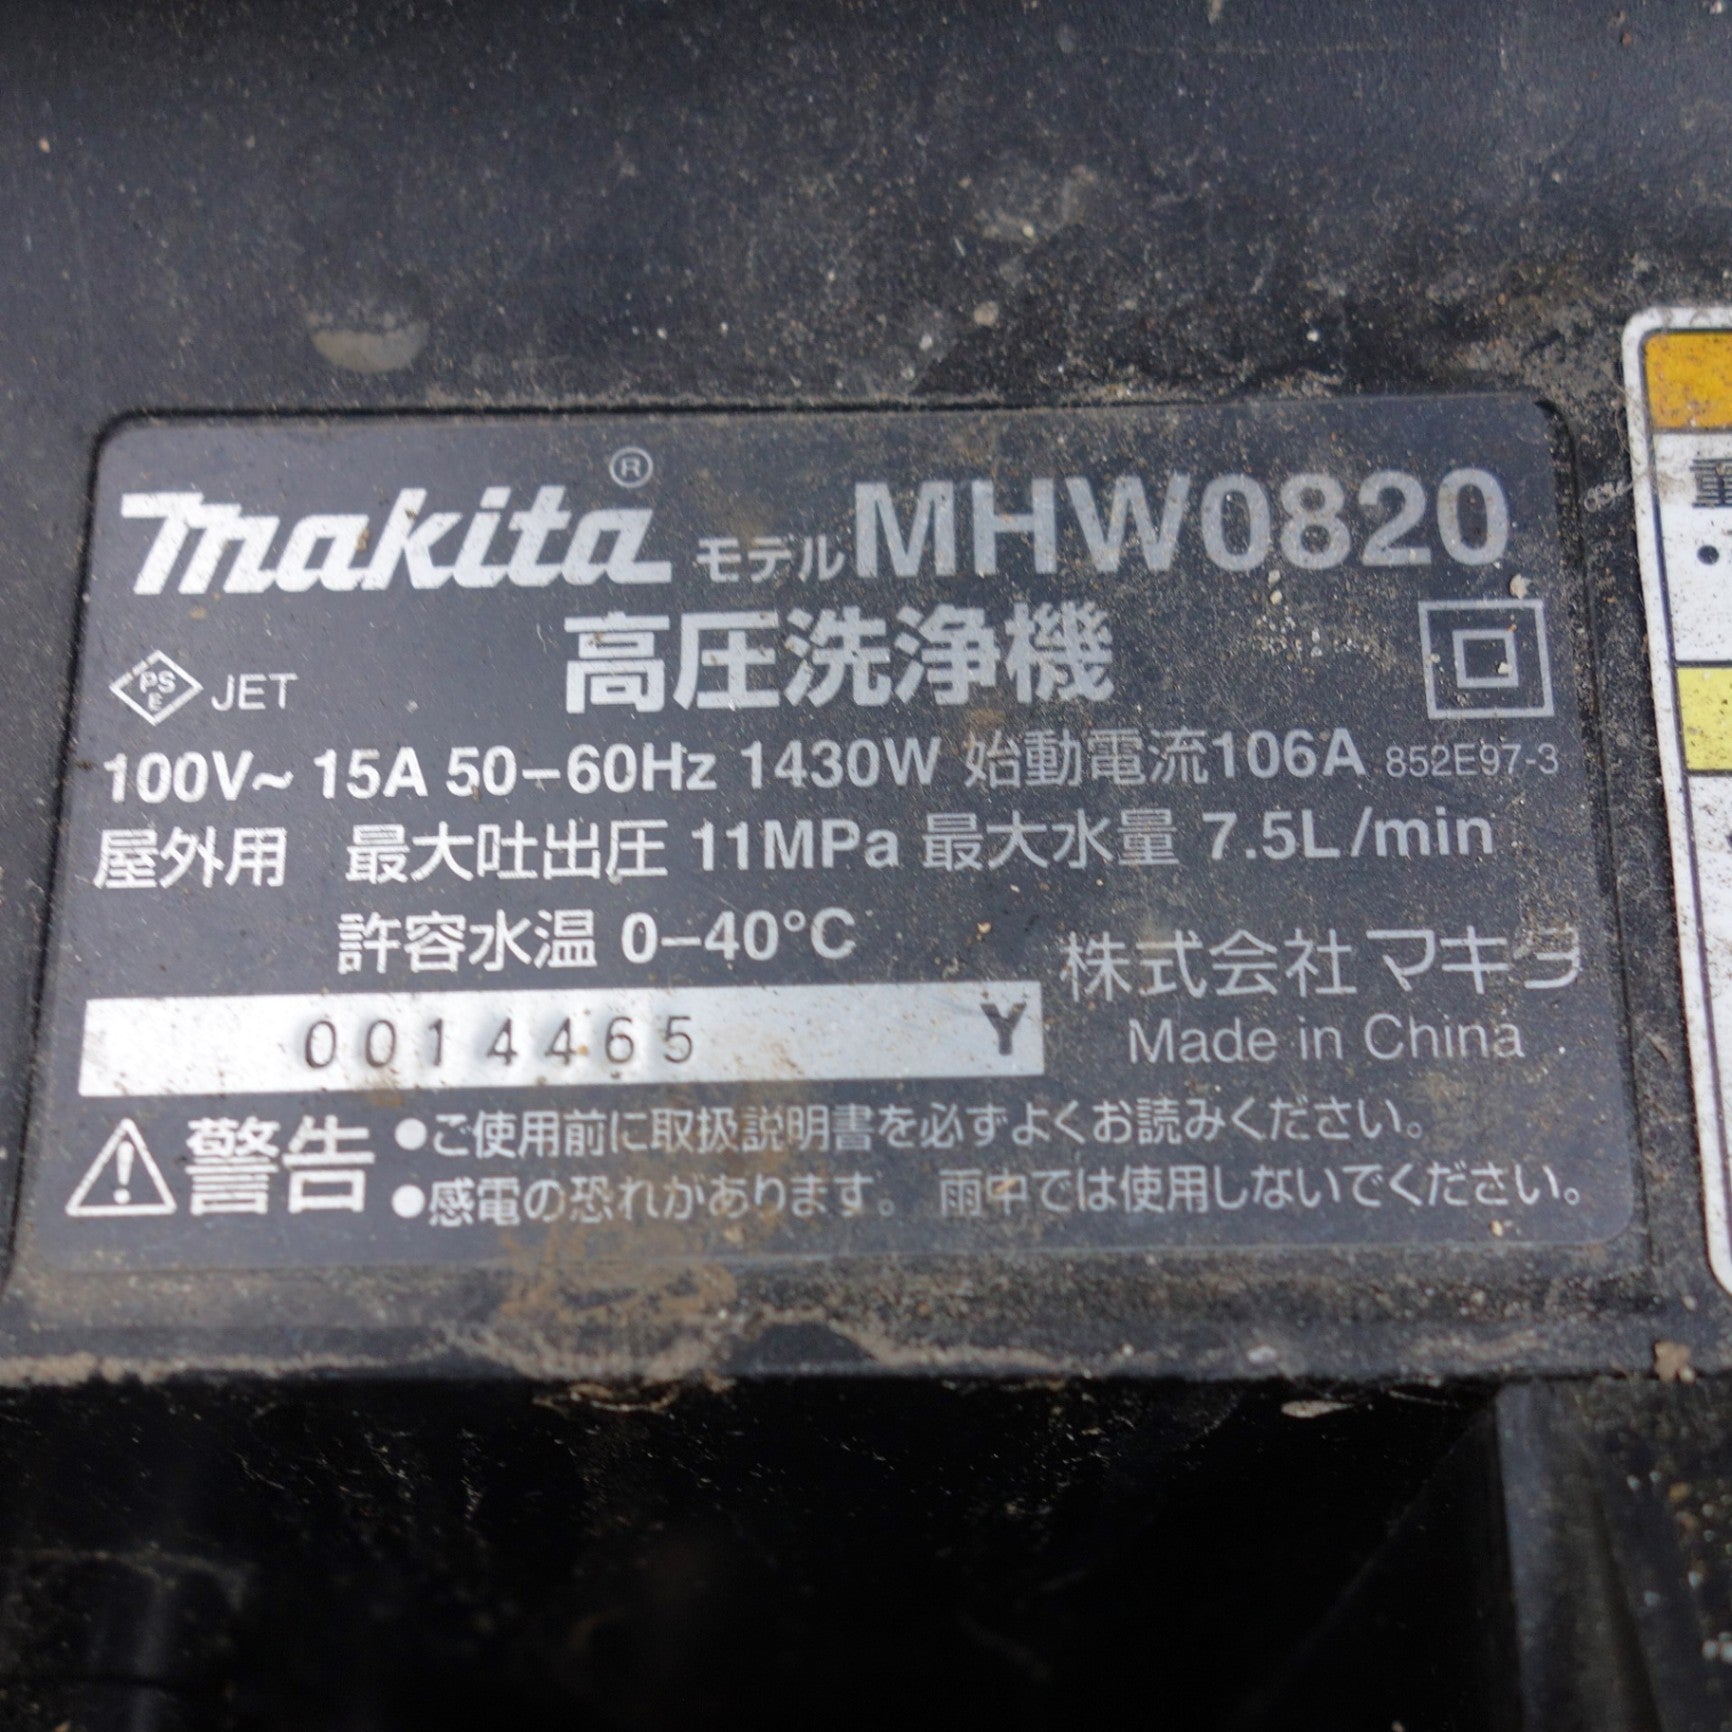 makita® モデル MHW0820
PSE JET 高圧洗浄機
100V~ 15A 50-60Hz 1430W 始動電流106A 852E97-3
屋外用 最大吐出圧 11MPa 最大水量 7.5L/min
許容水温 0-40°C
株式会社マキタ
0014465 Y
Made in China
警告 ●ご使用前に取扱説明書を必ずよくお読みください。
●感電の恐れがあります。 雨中では使用しないでください。